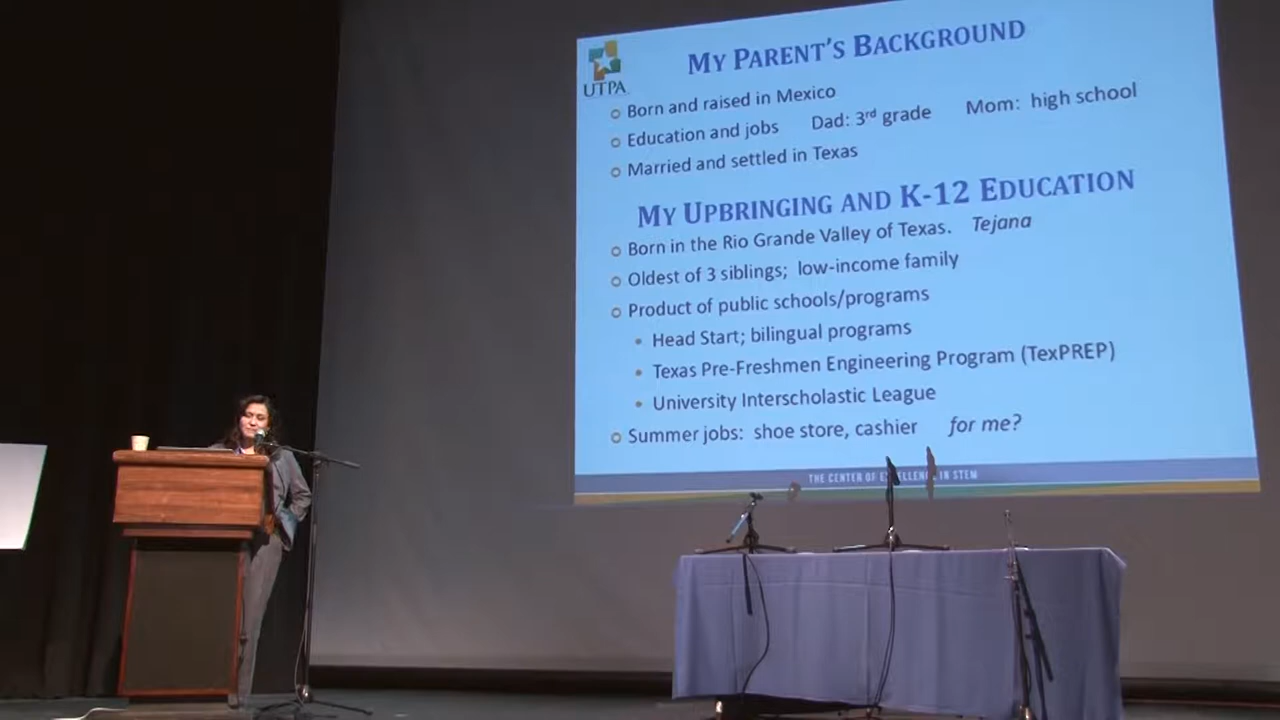 MY PARENT'S BACKGROUND
UTPA
Born and raised in Mexico
Education and jobs Dad: 3rd grade Mom: high school
Married and settled in Texas
MY UPBRINGING AND K-12 EDUCATION
Born in the Rio Grande Valley of Texas. Tejana
Oldest of 3 siblings; low-income family
Product of public schools/programs
Head Start; bilingual programs
Texas Pre-Freshmen Engineering Program (TexPREP)
University Interscholastic League
Summer jobs: shoe store, cashier for me?
THE CENTER OF EXCELLENCE IN STEM